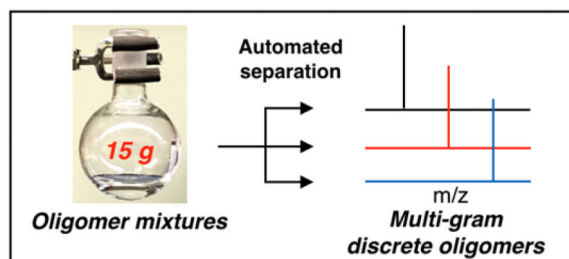 Automated
separation
15 g
Oligomer mixtures
m/z
Multi-gram
discrete oligomers